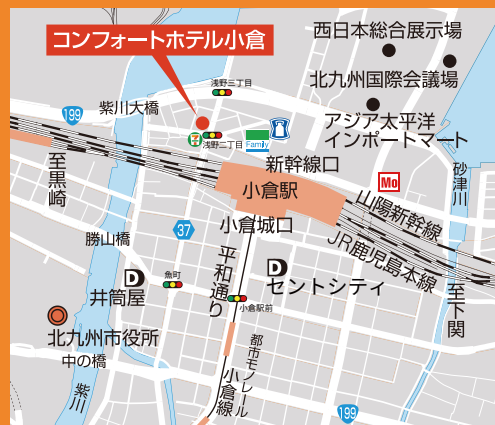 コンフォートホテル小倉
西日本総合展示場
北九州国際会議場
アジア太平洋
インポートマート
浅野三丁目
199
紫川大橋
浅野二丁目
7
Family
新幹線口
小倉駅
小倉城口
Mo
砂津川
山陽新幹線
JR鹿児島本線
至黒崎
至下関
37
勝山橋
平和通り
魚町
D
井筒屋
D
セントシティ
小倉駅前
北九州市役所
中の橋
紫川
都市モノレール
小倉線
199